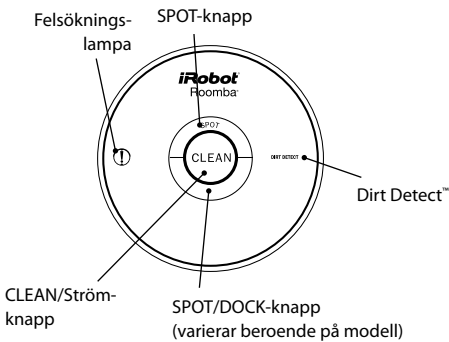 Felsöknings-
lampa
SPOT-knapp
iRobot®
Roomba®
SPOT
CLEAN
DIRT DETECT™
Dirt Detect™
CLEAN/Ström-
knapp
SPOT/DOCK-knapp
(varierar beroende på modell)